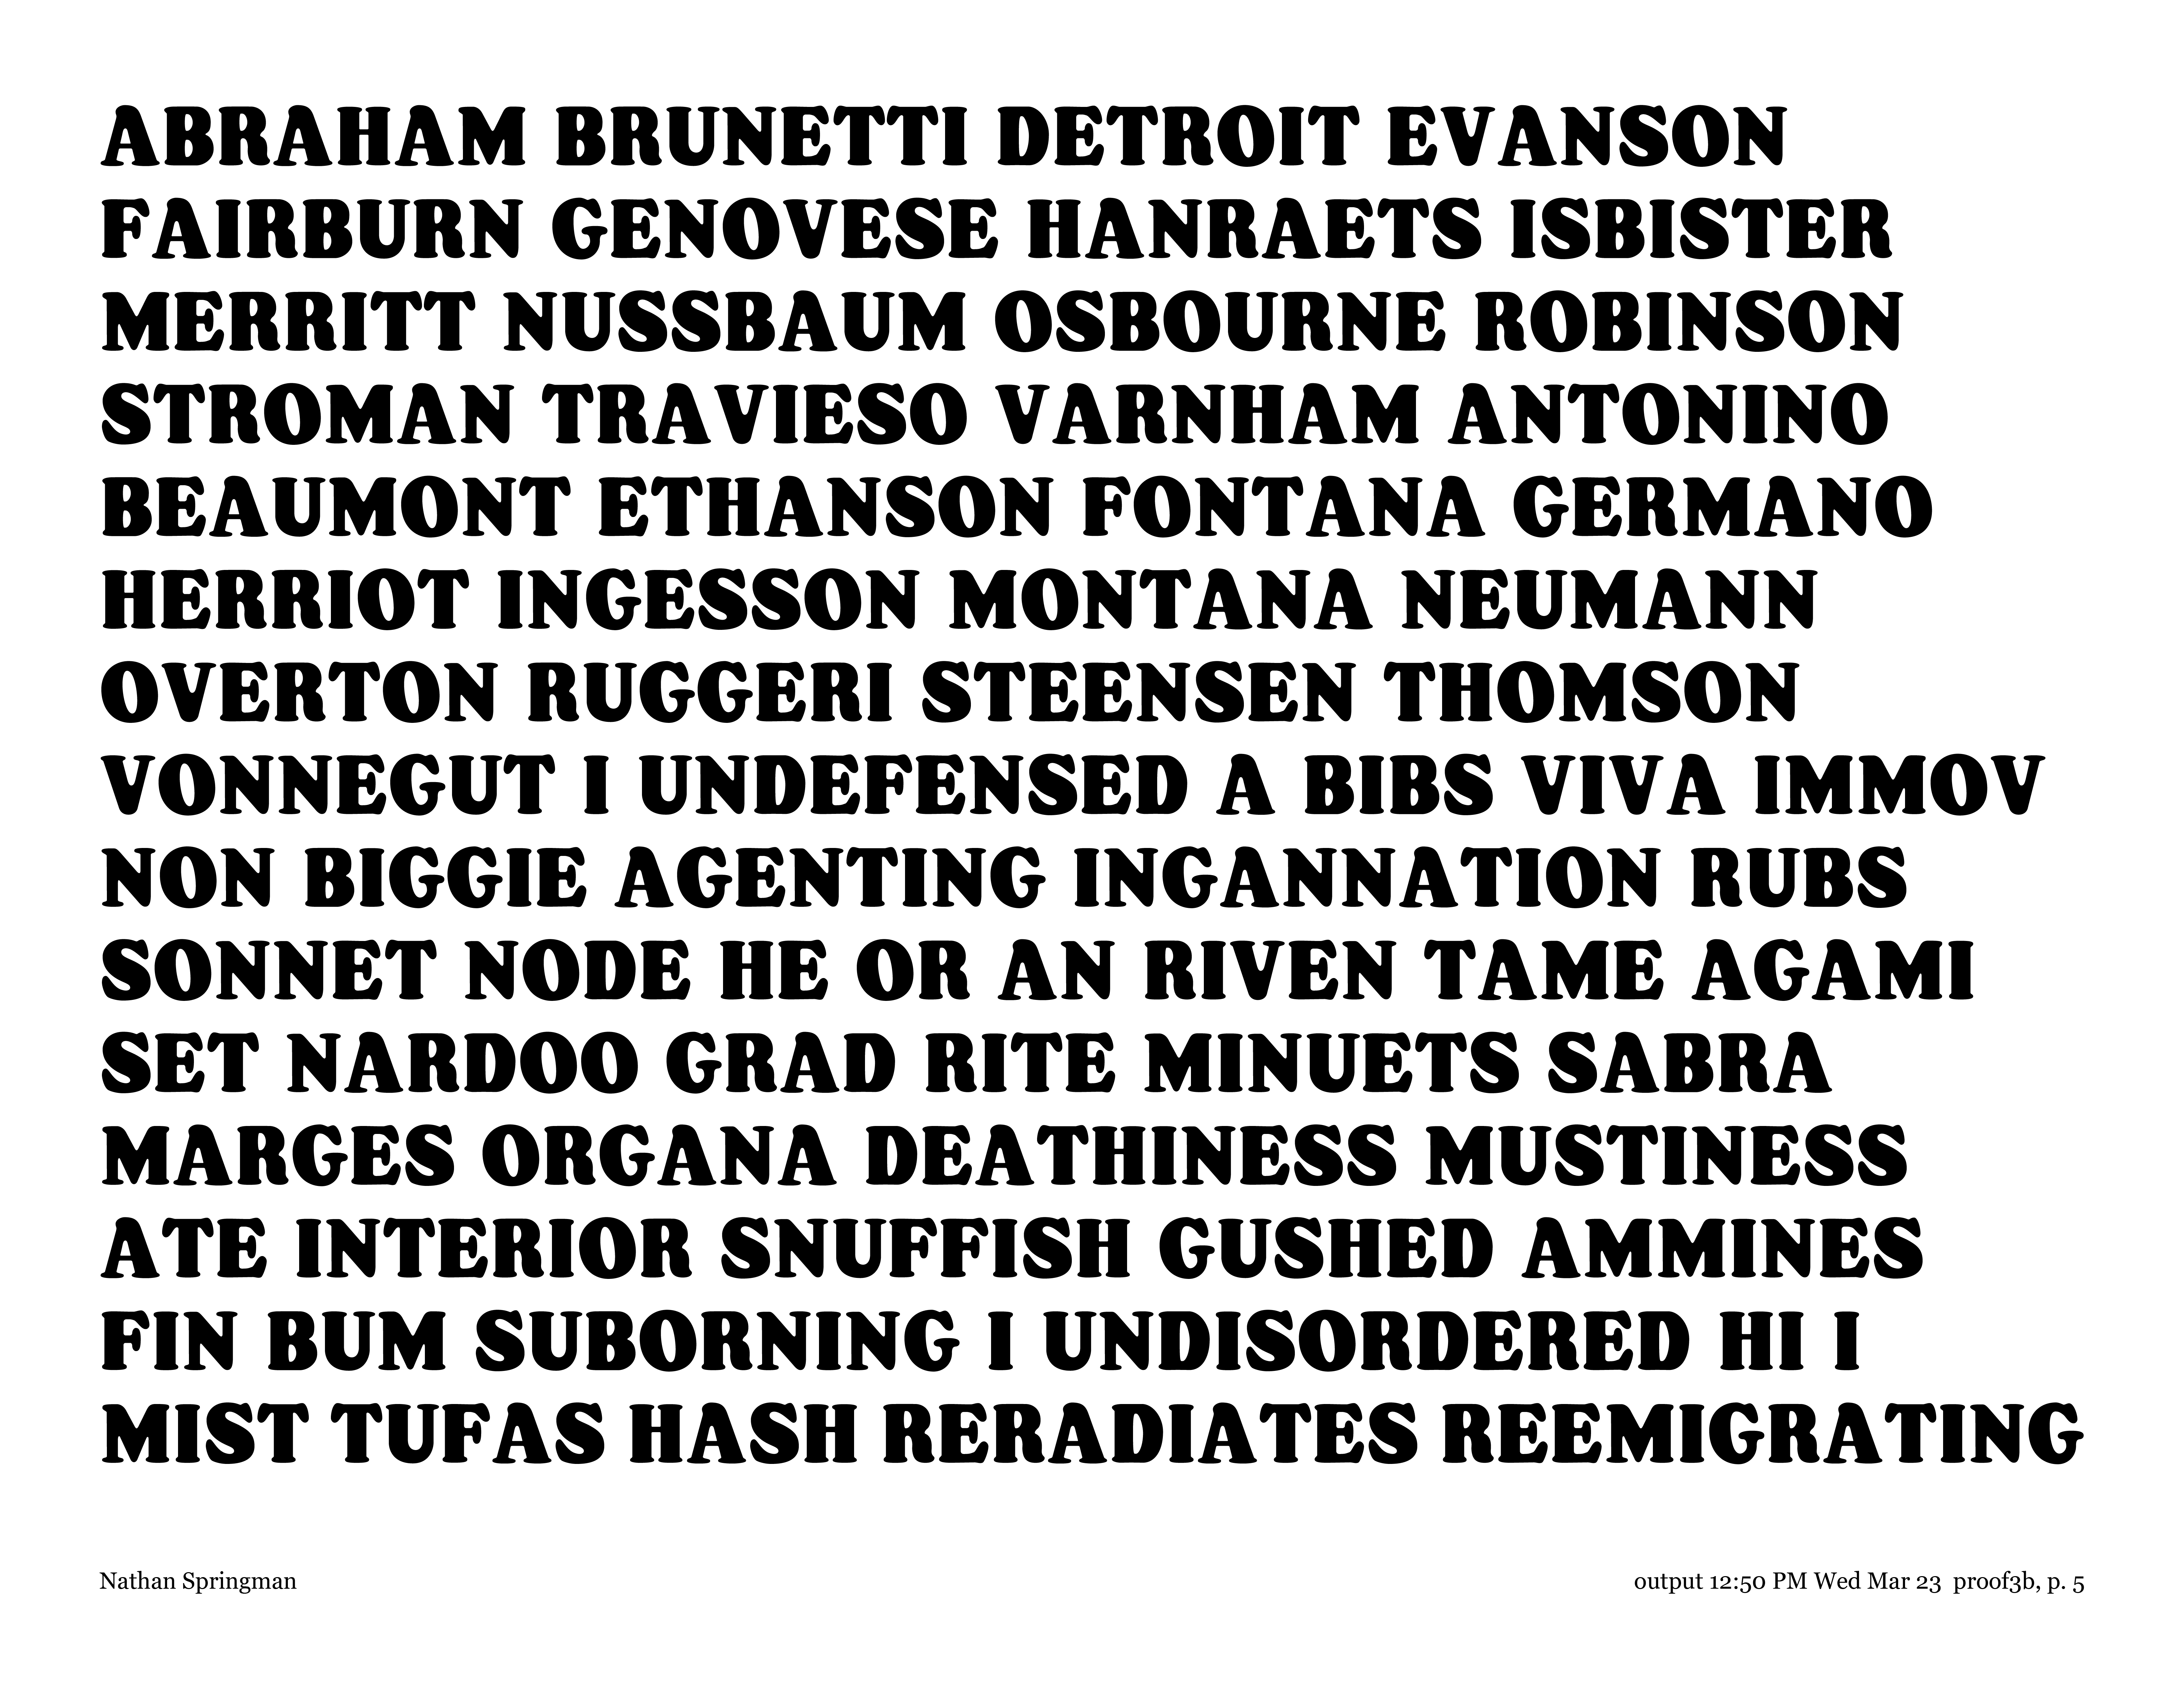 ABRAHAM BRUNETTI DETROIT EVANSON
FAIRBURN GENOVESE HANRAETS ISBISTER
MERRITT NUSSBAUM OSBOURNE ROBINSON
STROMAN TRAVIESO VARNHAM ANTONINO
BEAUMONT ETHANSON FONTANA GERMANO
HERRIOT INGESSON MONTANA NEUMANN
OVERTON RUGGERI STEENSEN THOMSON
VONNEGUT I UNDEFENSED A BIBS VIVA IMMOV
NON BIGGIE A GENTING INGANNATION RUBS
SONNET NODE HE OR AN RIVEN TAME AGAMI
SET NARDOO GRAD RITE MINUETS SABRA
MARGES ORGANA DEATHINESS MUSTINESS
ATE INTERIOR SNUFFISH GUSHED AMMINES
FIN BUM SUBORNING I UNDISORDERED HI I
MIST TUFAS HASH RERADIATES REEMIGRATING
Nathan Springman
output 12:50 PM Wed Mar 23 proof3b, p. 5